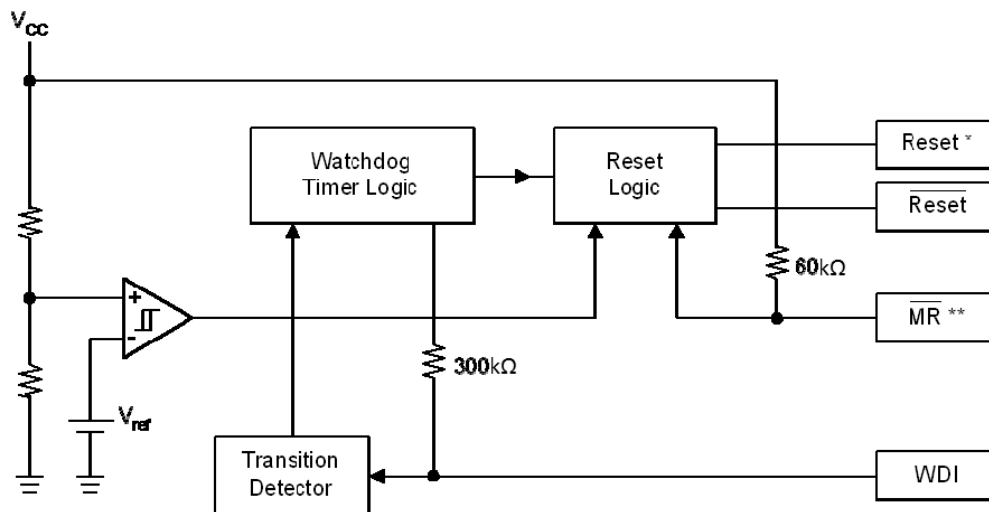 VCC
Watchdog
Timer Logic
Reset
Logic
Reset *
Reset
60kΩ
MR **
+
-
300kΩ
Vref
Transition
Detector
WDI